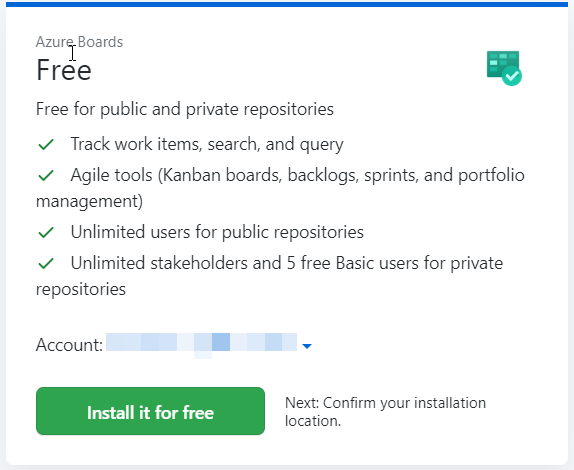 Azure Boards
Free
Free for public and private repositories
Track work items, search, and query
Agile tools (Kanban boards, backlogs, sprints, and portfolio
management)
Unlimited users for public repositories
Unlimited stakeholders and 5 free Basic users for private
repositories
Account:
Install it for free
Next: Confirm your installation
location.